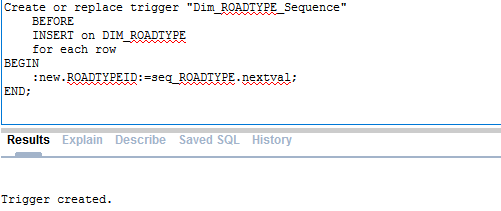 Create or replace trigger "Dim_ROADTYPE_Sequence"
BEFORE
INSERT on DIM_ROADTYPE
for each row
BEGIN
:new.ROADTYPEID:=seq_ROADTYPE.nextval;
END;
Results Explain Describe Saved SQL History
Trigger created.